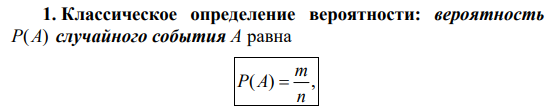 1. Классическое определение вероятности: вероятность
P(A) случайного события A равна
P(A) = m/n,